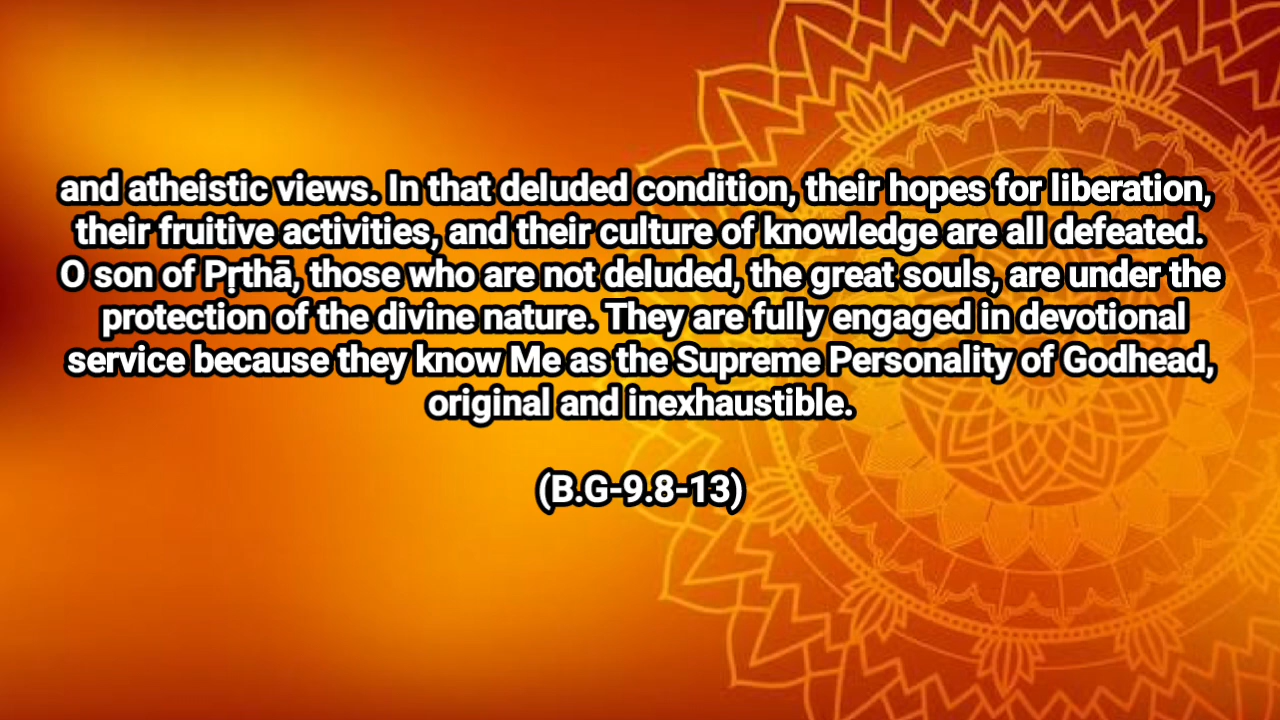 and atheistic views. In that deluded condition, their hopes for liberation,
their fruitive activities, and their culture of knowledge are all defeated.
O son of Pṛthā, those who are not deluded, the great souls, are under the
protection of the divine nature. They are fully engaged in devotional
service because they know Me as the Supreme Personality of Godhead,
original and inexhaustible.
(B.G-9.8-13)